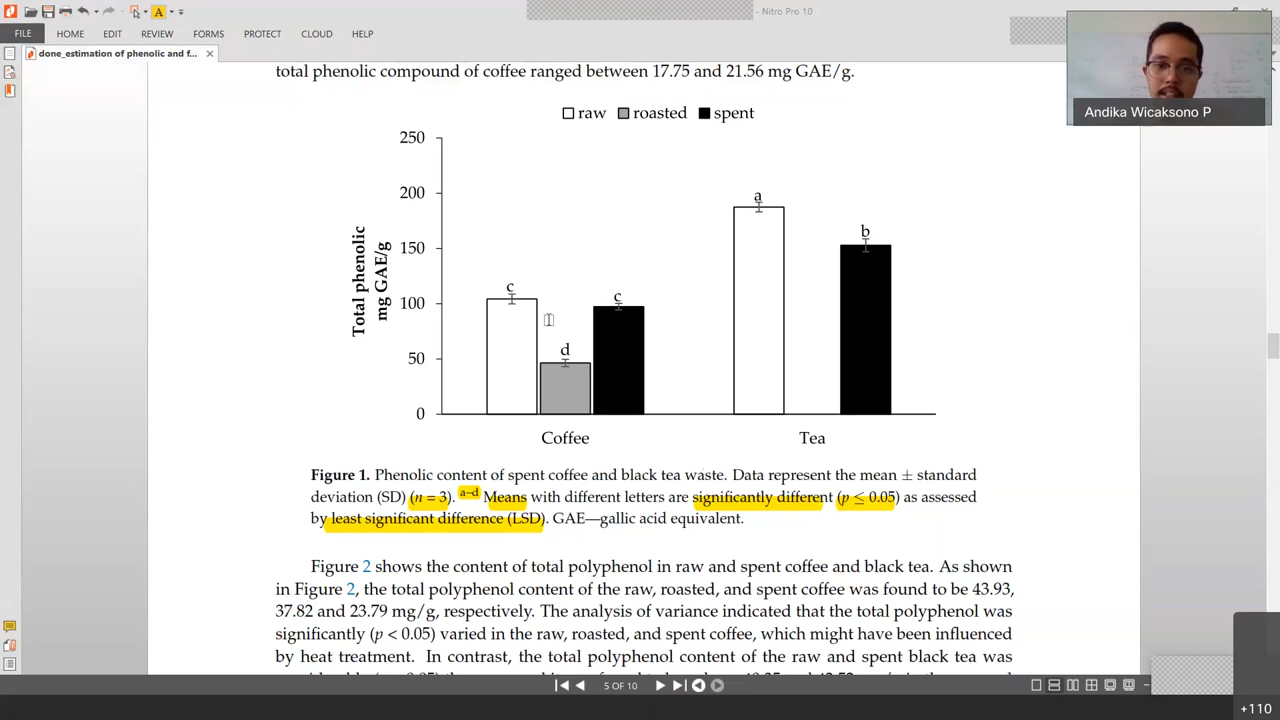 - Nitro Pro 10
FILE HOME EDIT REVIEW FORMS PROTECT CLOUD HELP
done_estimation of phenolic and f...
Andika Wicaksono P
total phenolic compound of coffee ranged between 17.75 and 21.56 mg GAE/g.
raw roasted spent
250
200
150
100
50
0
Total phenolic
mg GAE/g
c
d
c
a
b
Coffee
Tea
Figure 1. Phenolic content of spent coffee and black tea waste. Data represent the mean ± standard
deviation (SD) (n = 3). a–d Means with different letters are significantly different (p ≤ 0.05) as assessed
by least significant difference (LSD). GAE—gallic acid equivalent.
Figure 2 shows the content of total polyphenol in raw and spent coffee and black tea. As shown
in Figure 2, the total polyphenol content of the raw, roasted, and spent coffee was found to be 43.93,
37.82 and 23.79 mg/g, respectively. The analysis of variance indicated that the total polyphenol was
significantly (p < 0.05) varied in the raw, roasted, and spent coffee, which might have been influenced
by heat treatment. In contrast, the total polyphenol content of the raw and spent black tea was
5 OF 10
+110